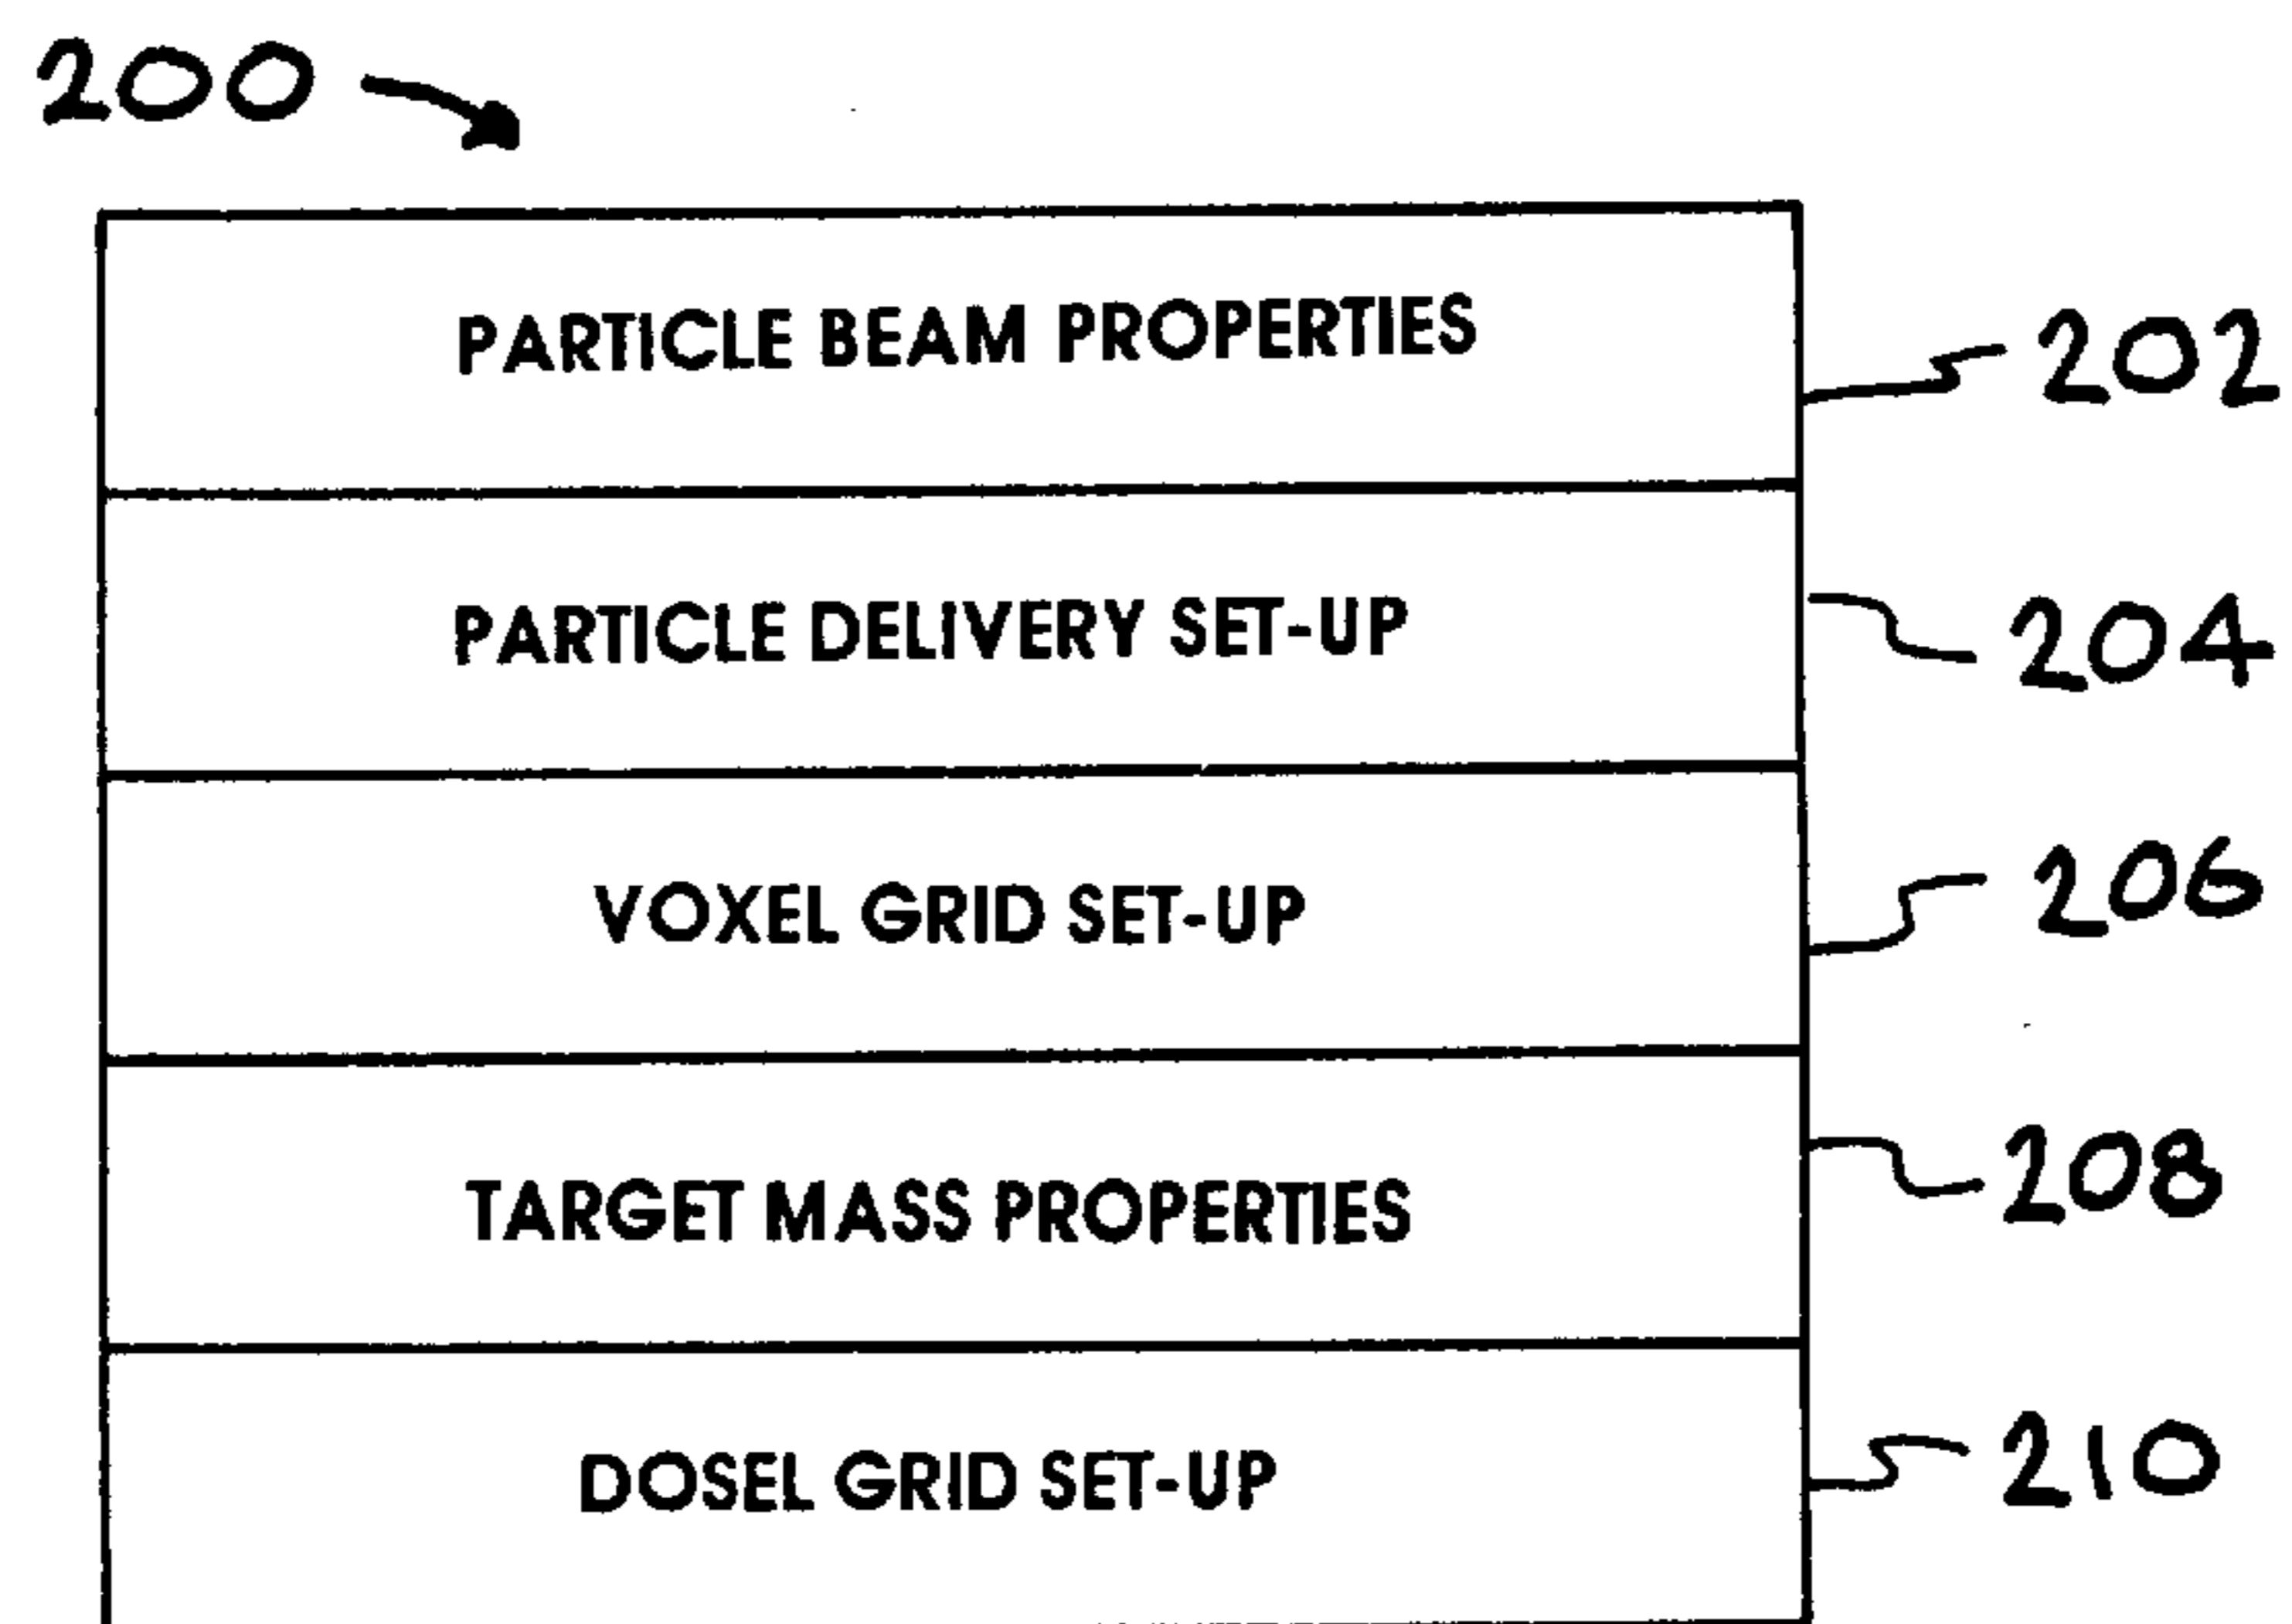 200
PARTICLE BEAM PROPERTIES 202
PARTICLE DELIVERY SET-UP 204
VOXEL GRID SET-UP 206
TARGET MASS PROPERTIES 208
DOSEL GRID SET-UP 210